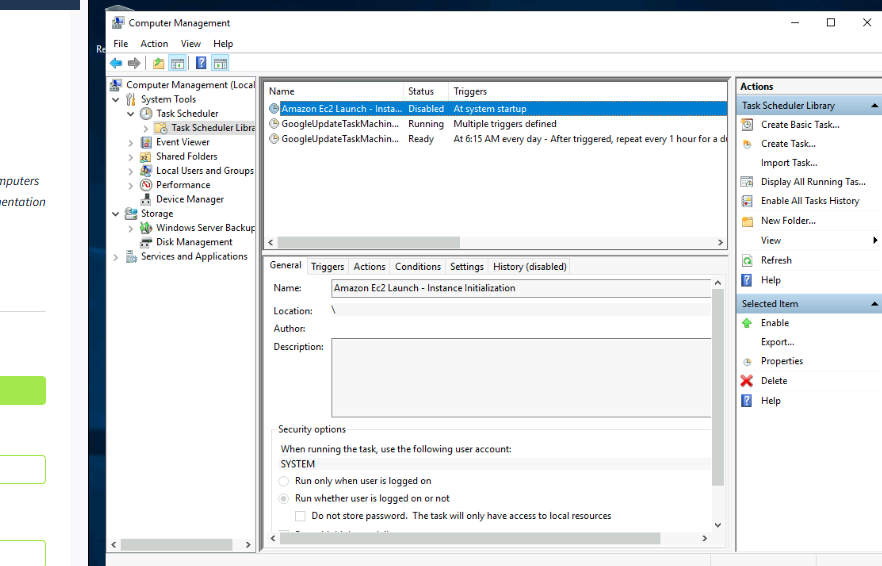 Computer Management
Re
File Action View Help
Computer Management (Local
System Tools
Task Scheduler
Task Scheduler Libra
Event Viewer
Shared Folders
Local Users and Groups
Performance
Device Manager
Storage
Windows Server Backup
Disk Management
Services and Applications
mputers
entation
Name Status Triggers
Amazon Ec2 Launch - Insta... Disabled At system startup
GoogleUpdateTaskMachin... Running Multiple triggers defined
GoogleUpdateTaskMachin... Ready At 6:15 AM every day - After triggered, repeat every 1 hour for a du
General Triggers Actions Conditions Settings History (disabled)
Name: Amazon Ec2 Launch - Instance Initialization
Location: \
Author:
Description:
Security options
When running the task, use the following user account:
SYSTEM
Run only when user is logged on
Run whether user is logged on or not
Do not store password. The task will only have access to local resources
Actions
Task Scheduler Library
Create Basic Task...
Create Task...
Import Task...
Display All Running Tas...
Enable All Tasks History
New Folder...
View
Refresh
Help
Selected Item
Enable
Export...
Properties
Delete
Help